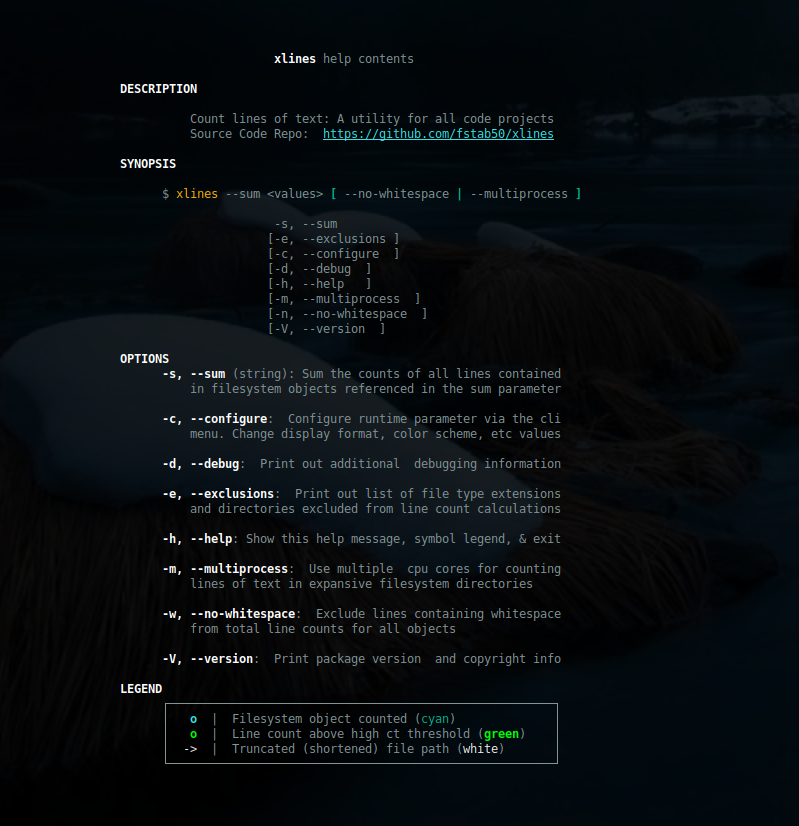 xlines help contents
DESCRIPTION
Count lines of text: A utility for all code projects
Source Code Repo:  https://github.com/fstab50/xlines
SYNOPSIS
$ xlines --sum <values> [ --no-whitespace | --multiprocess ]
-s, --sum
[-e, --exclusions ]
[-c, --configure  ]
[-d, --debug  ]
[-h, --help   ]
[-m, --multiprocess  ]
[-n, --no-whitespace  ]
[-V, --version  ]
OPTIONS
-s, --sum (string): Sum the counts of all lines contained
in filesystem objects referenced in the sum parameter
-c, --configure:  Configure runtime parameter via the cli
menu. Change display format, color scheme, etc values
-d, --debug:  Print out additional  debugging information
-e, --exclusions:  Print out list of file type extensions
and directories excluded from line count calculations
-h, --help: Show this help message, symbol legend, & exit
-m, --multiprocess:  Use multiple  cpu cores for counting
lines of text in expansive filesystem directories
-w, --no-whitespace:  Exclude lines containing whitespace
from total line counts for all objects
-V, --version:  Print package version  and copyright info
LEGEND
o  |  Filesystem object counted (cyan)
o  |  Line count above high ct threshold (green)
->  |  Truncated (shortened) file path (white)